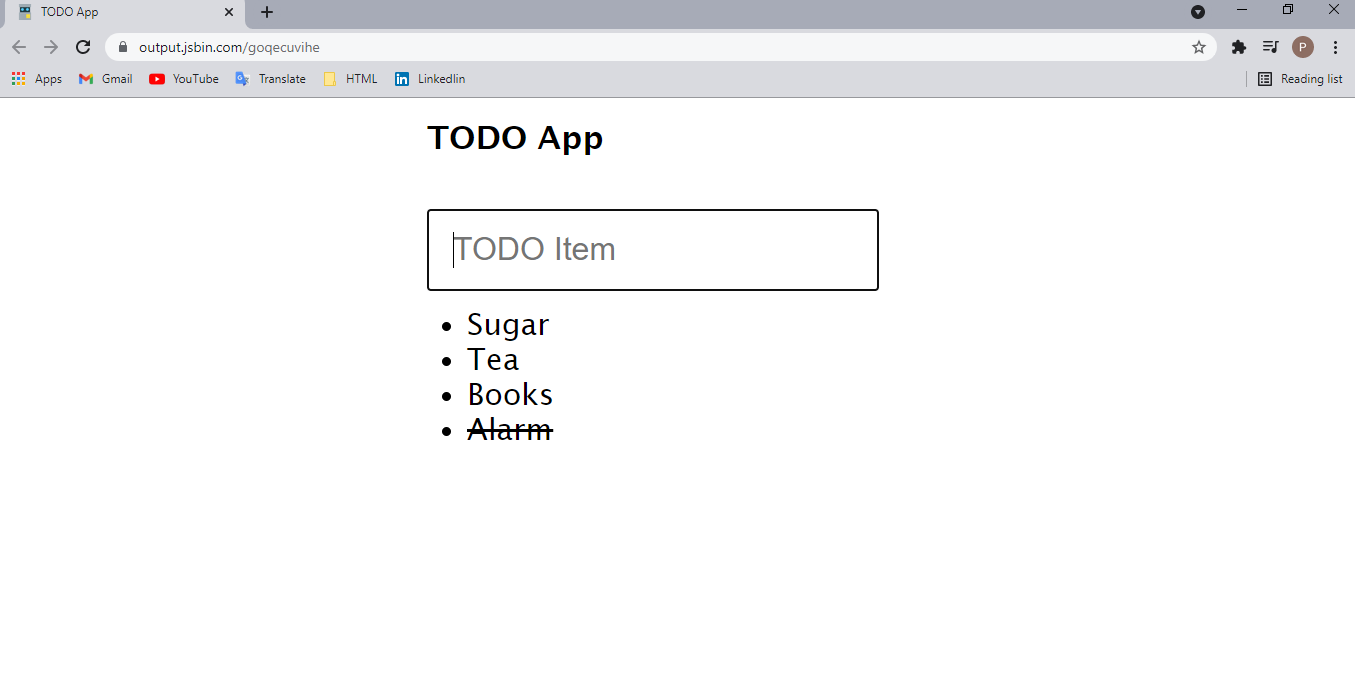 TODO App
output.jsbin.com/goqecuvihe
P
Apps Gmail YouTube Translate HTML LinkedIin Reading list
TODO App
TODO Item
Sugar
Tea
Books
Alarm